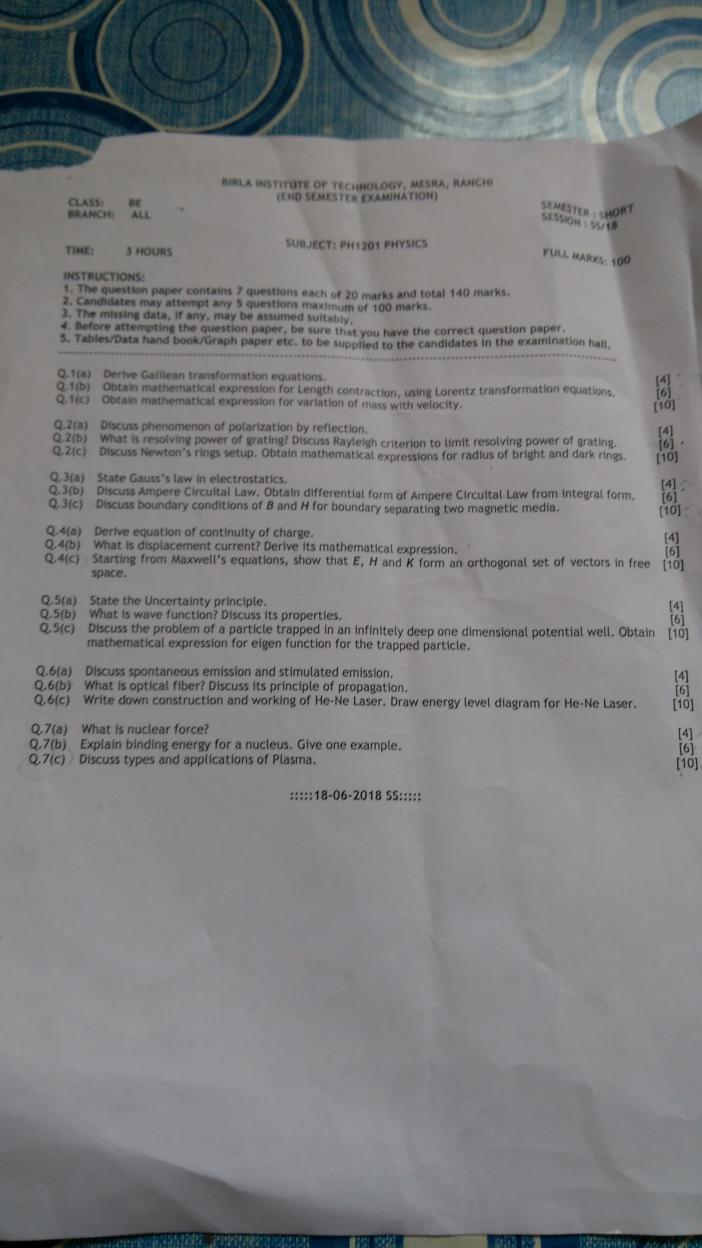 BIRLA INSTITUTE OF TECHNOLOGY, MESRA, RANCHI
(END SEMESTER EXAMINATION)
CLASS: BE
BRANCH: ALL
SEMESTER : SHORT
SESSION : SS/18
SUBJECT: PH1201 PHYSICS
TIME: 3 HOURS
FULL MARKS: 100
INSTRUCTIONS:
1. The question paper contains 7 questions each of 20 marks and total 140 marks.
2. Candidates may attempt any 5 questions maximum of 100 marks.
3. The missing data, if any, may be assumed suitably.
4. Before attempting the question paper, be sure that you have the correct question paper.
5. Tables/Data hand book/Graph paper etc. to be supplied to the candidates in the examination hall.
Q.1(a) Derive Galilean transformation equations. [4]
Q.1(b) Obtain mathematical expression for Length contraction, using Lorentz transformation equations. [6]
Q.1(c) Obtain mathematical expression for variation of mass with velocity. [10]
Q.2(a) Discuss phenomenon of polarization by reflection. [4]
Q.2(b) What is resolving power of grating? Discuss Rayleigh criterion to limit resolving power of grating. [6]
Q.2(c) Discuss Newton's rings setup. Obtain mathematical expressions for radius of bright and dark rings. [10]
Q.3(a) State Gauss's law in electrostatics. [4]
Q.3(b) Discuss Ampere Circuital Law. Obtain differential form of Ampere Circuital Law from integral form. [6]
Q.3(c) Discuss boundary conditions of B and H for boundary separating two magnetic media. [10]
Q.4(a) Derive equation of continuity of charge. [4]
Q.4(b) What is displacement current? Derive its mathematical expression. [6]
Q.4(c) Starting from Maxwell's equations, show that E, H and K form an orthogonal set of vectors in free [10]
space.
Q.5(a) State the Uncertainty principle. [4]
Q.5(b) What is wave function? Discuss its properties. [6]
Q.5(c) Discuss the problem of a particle trapped in an infinitely deep one dimensional potential well. Obtain [10]
mathematical expression for eigen function for the trapped particle.
Q.6(a) Discuss spontaneous emission and stimulated emission. [4]
Q.6(b) What is optical fiber? Discuss its principle of propagation. [6]
Q.6(c) Write down construction and working of He-Ne Laser. Draw energy level diagram for He-Ne Laser. [10]
Q.7(a) What is nuclear force? [4]
Q.7(b) Explain binding energy for a nucleus. Give one example. [6]
Q.7(c) Discuss types and applications of Plasma. [10]
:::::18-06-2018 SS:::::